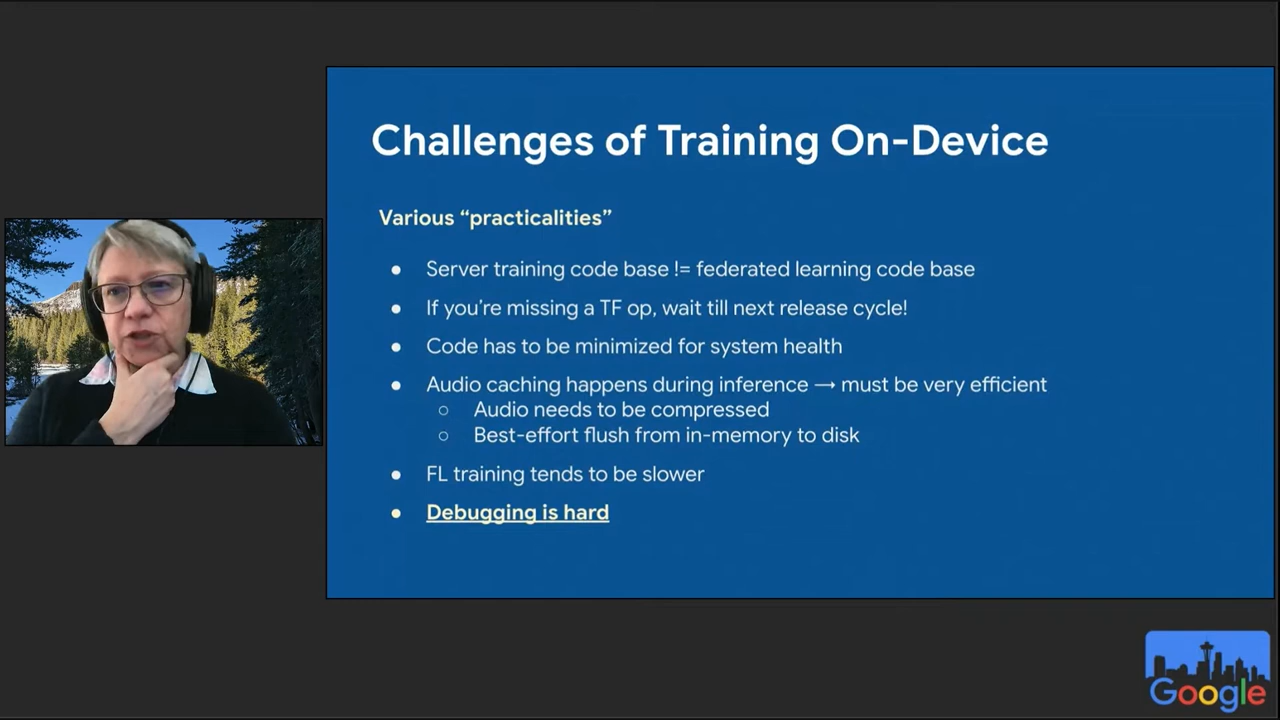 Challenges of Training On-Device
Various “practicalities”
● Server training code base != federated learning code base
● If you’re missing a TF op, wait till next release cycle!
● Code has to be minimized for system health
● Audio caching happens during inference → must be very efficient
○ Audio needs to be compressed
○ Best-effort flush from in-memory to disk
● FL training tends to be slower
● Debugging is hard
Google